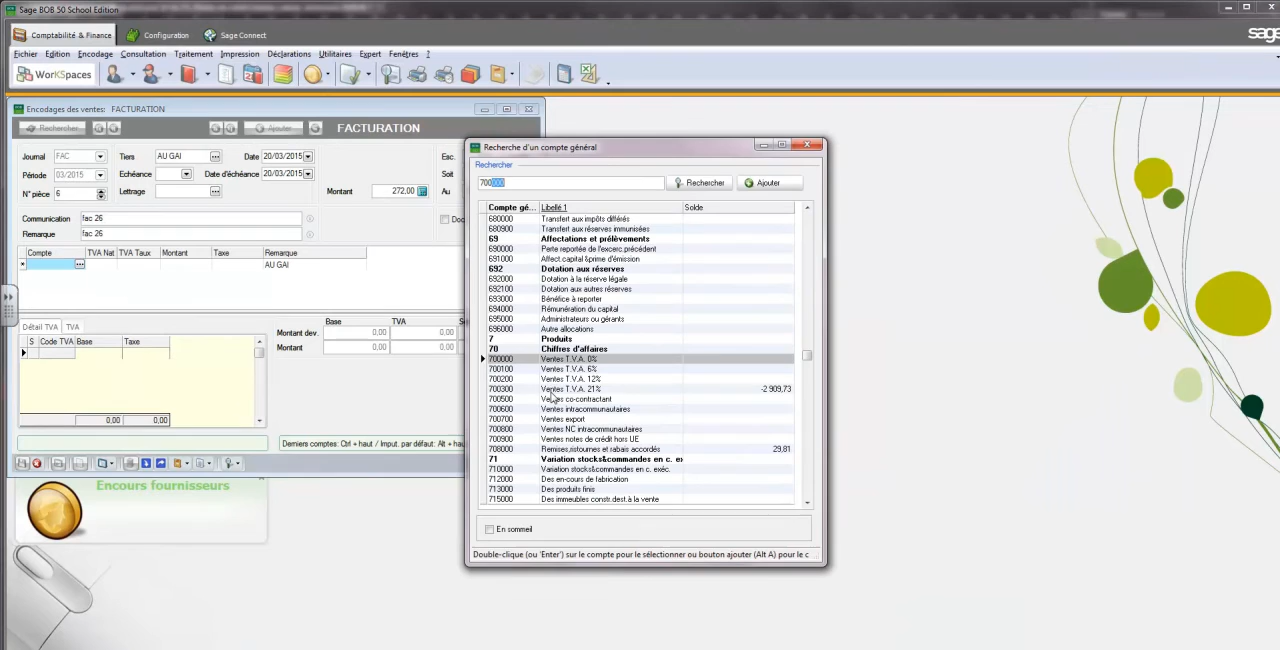 Sage BOB 50 School Edition
Comptabilité & Finance
Configuration
Sage Connect
sage
Fichier Edition Encodage Consultation Traitement Impression Déclarations Utilitaires Expert Fenêtres ?
WorKSpaces
Encodages des ventes: FACTURATION
Rechercher
Ajouter
FACTURATION
Journal FAC Tiers AU GAI Date 20/03/2015 Esc.
Période 03/2015 Echéance Date d'échéance 20/03/2015 Soit
N° pièce 6 Lettrage Montant 272,00 Au
Communication fac 26
Remarque fac 26
Compte TVA Nat TVA Taux Montant Taxe Remarque
AU GAI
Détail TVA TVA
S Code TVA Base Taxe
0,00 0,00
Base TVA
Montant dev. 0,00 0,00
Montant 0,00 0,00
Derniers comptes: Ctrl + haut / Imput. par défaut: Alt + hau
Encours fournisseurs
Recherche d'un compte général
Rechercher
700000
Rechercher
Ajouter
Compte gé... Libellé 1 Solde
680000 Transfert aux impôts différés
680900 Transfert aux réserves immunisées
69 Affectations et prélèvements
690000 Perte reportée de l'excerc.précédent
691000 Affect.capital &prime d'émission
692 Dotation aux réserves
692000 Dotation à la réserve légale
692100 Dotation aux autres réserves
693000 Bénéfice à reporter
694000 Rémunération du capital
695000 Administrateurs ou gérants
696000 Autre allocations
7 Produits
70 Chiffres d'affaires
700000 Ventes T.V.A. 0%
700100 Ventes T.V.A. 6%
700200 Ventes T.V.A. 12%
700300 Ventes T.V.A. 21% -2 909,73
700500 Ventes co-contractant
700600 Ventes intracommunautaires
700700 Ventes export
700800 Ventes NC intracommunautaires
700900 Ventes notes de crédit hors UE
708000 Remises,ristournes et rabais accordés 29,81
71 Variation stocks&commandes en c. ex
710000 Variation stocks&commandes en c. exéc.
712000 Des en-cours de fabrication
713000 Des produits finis
715000 Des immeubles constr.dest.à la vente
En sommeil
Double-clique (ou 'Enter') sur le compte pour le sélectionner ou bouton ajouter (Alt A) pour le c